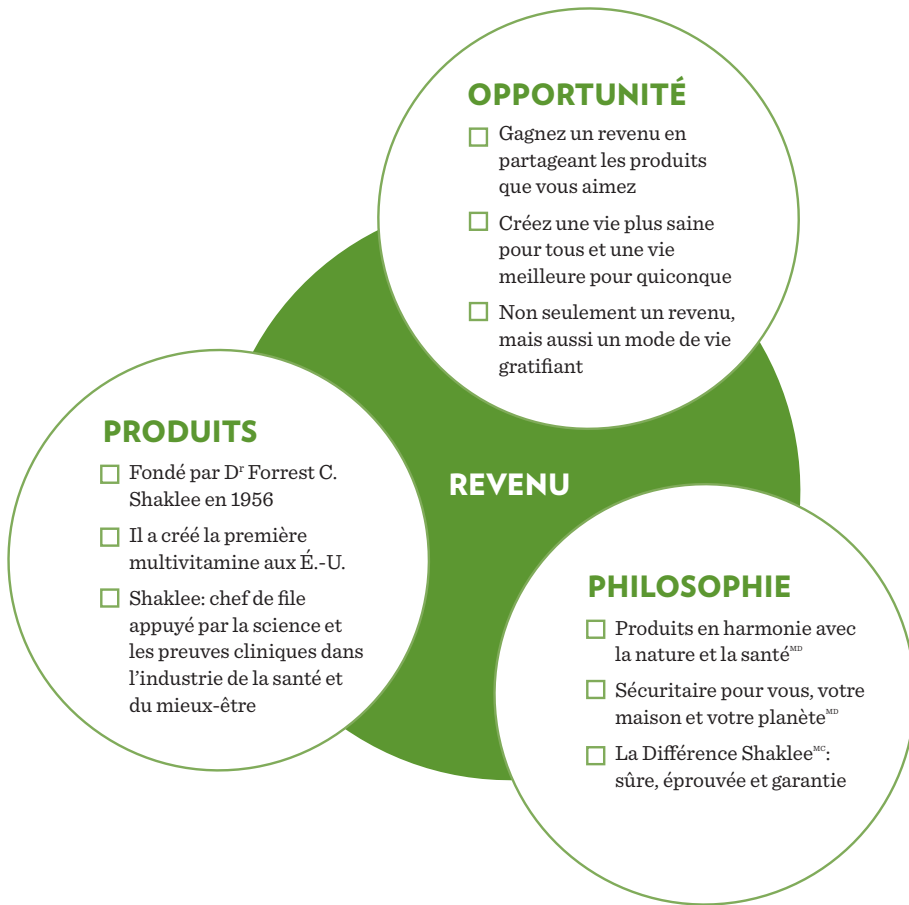 OPPORTUNITÉ
☐ Gagnez un revenu en
partageant les produits
que vous aimez
☐ Créez une vie plus saine
pour tous et une vie
meilleure pour quiconque
☐ Non seulement un revenu,
mais aussi un mode de vie
gratifiant
PRODUITS
☐ Fondé par Dʳ Forrest C.
Shaklee en 1956
☐ Il a créé la première
multivitamine aux É.-U.
☐ Shaklee: chef de file
appuyé par la science et
les preuves cliniques dans
l’industrie de la santé et
du mieux-être
REVENU
PHILOSOPHIE
☐ Produits en harmonie avec
la nature et la santéᴹᴰ
☐ Sécuritaire pour vous, votre
maison et votre planèteᴹᴰ
☐ La Différence Shakleeᴹᶜ:
sûre, éprouvée et garantie